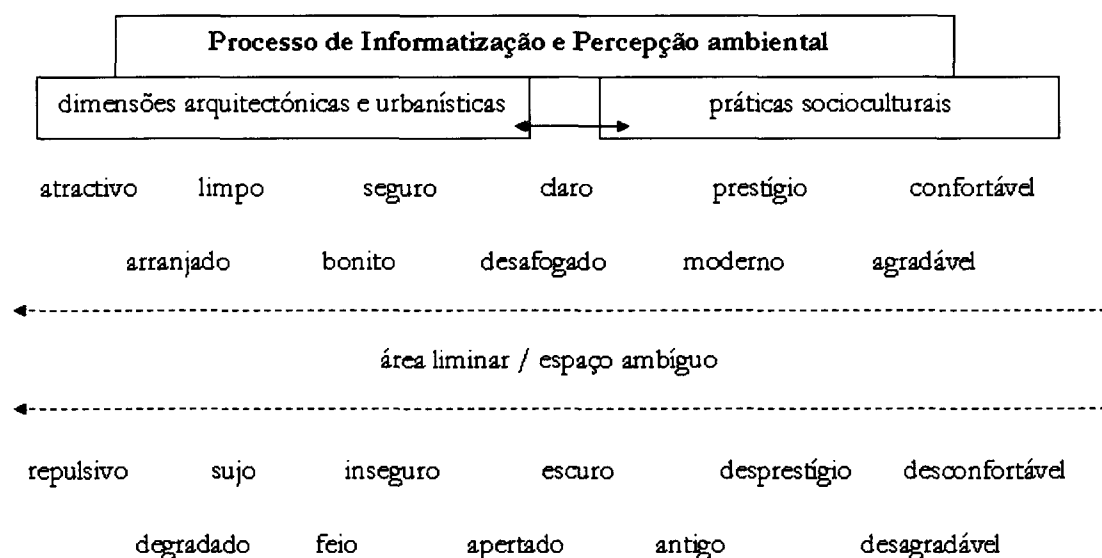 Processo de Informatização e Percepção ambiental
dimensões arquitectónicas e urbanísticas práticas socioculturais
atractivo limpo seguro claro prestígio confortável
arranjado bonito desafogado moderno agradável
área liminar / espaço ambíguo
repulsivo sujo inseguro escuro desprestígio desconfortável
degradado feio apertado antigo desagradável